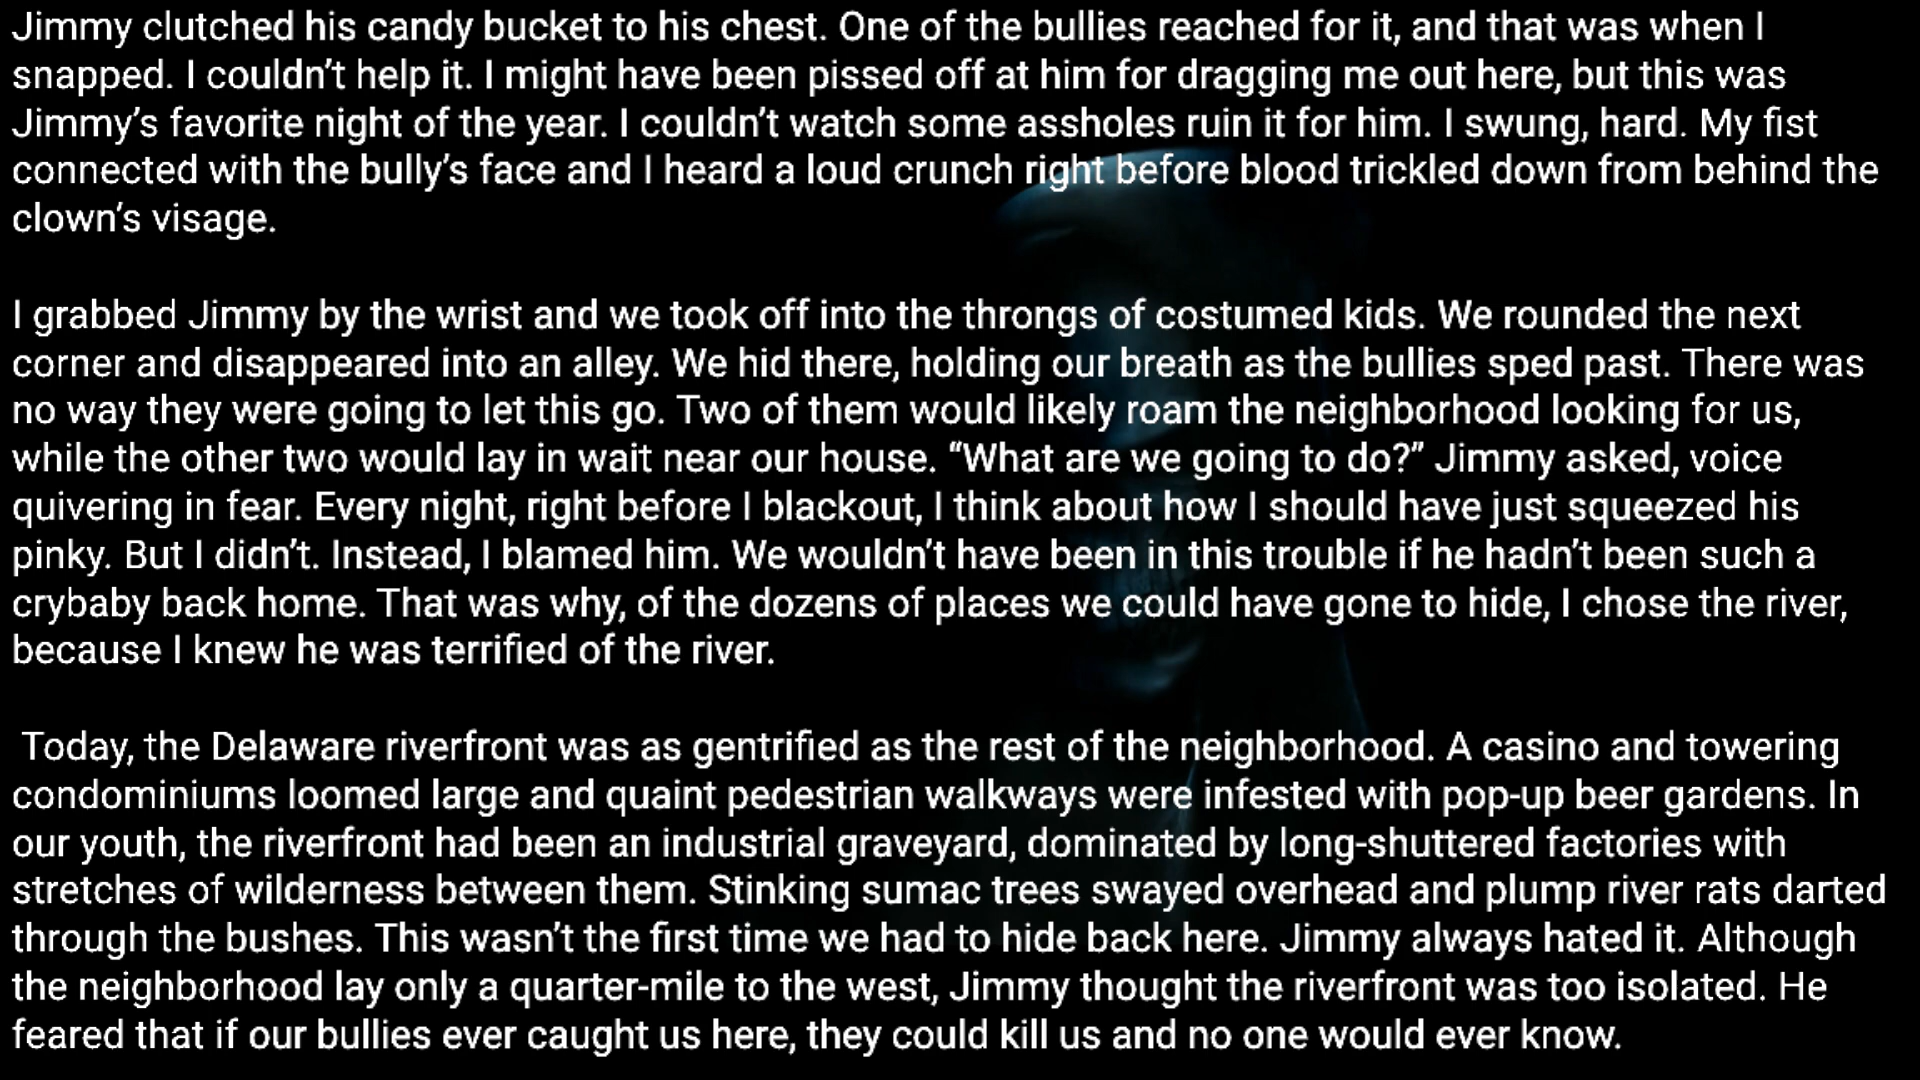 Jimmy clutched his candy bucket to his chest. One of the bullies reached for it, and that was when I
snapped. I couldn’t help it. I might have been pissed off at him for dragging me out here, but this was
Jimmy’s favorite night of the year. I couldn’t watch some assholes ruin it for him. I swung, hard. My fist
connected with the bully’s face and I heard a loud crunch right before blood trickled down from behind the
clown’s visage.
I grabbed Jimmy by the wrist and we took off into the throngs of costumed kids. We rounded the next
corner and disappeared into an alley. We hid there, holding our breath as the bullies sped past. There was
no way they were going to let this go. Two of them would likely roam the neighborhood looking for us,
while the other two would lay in wait near our house. “What are we going to do?” Jimmy asked, voice
quivering in fear. Every night, right before I blackout, I think about how I should have just squeezed his
pinky. But I didn’t. Instead, I blamed him. We wouldn’t have been in this trouble if he hadn’t been such a
crybaby back home. That was why, of the dozens of places we could have gone to hide, I chose the river,
because I knew he was terrified of the river.
Today, the Delaware riverfront was as gentrified as the rest of the neighborhood. A casino and towering
condominiums loomed large and quaint pedestrian walkways were infested with pop-up beer gardens. In
our youth, the riverfront had been an industrial graveyard, dominated by long-shuttered factories with
stretches of wilderness between them. Stinking sumac trees swayed overhead and plump river rats darted
through the bushes. This wasn’t the first time we had to hide back here. Jimmy always hated it. Although
the neighborhood lay only a quarter-mile to the west, Jimmy thought the riverfront was too isolated. He
feared that if our bullies ever caught us here, they could kill us and no one would ever know.